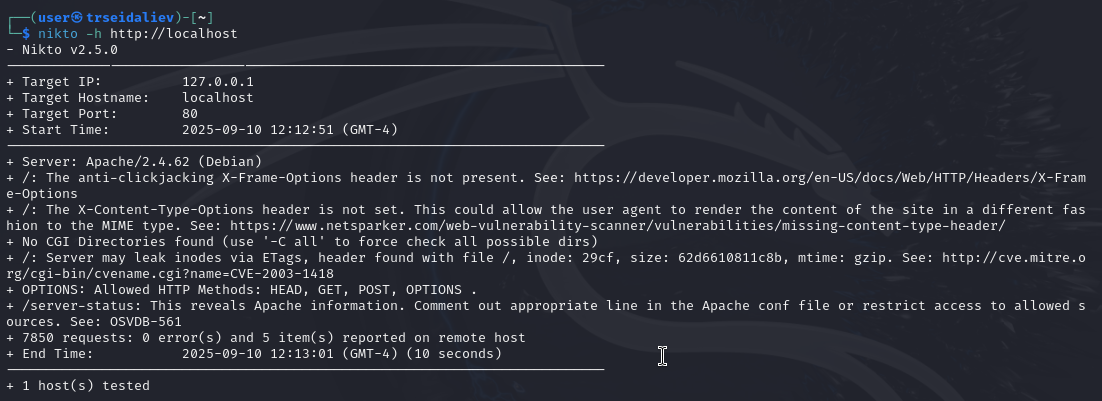 ┌──(user㉿trseidaliev)-[~]
└─$ nikto -h http://localhost
- Nikto v2.5.0
---------------------------------------------------------------------------
+ Target IP:          127.0.0.1
+ Target Hostname:    localhost
+ Target Port:        80
+ Start Time:         2025-09-10 12:12:51 (GMT-4)
---------------------------------------------------------------------------
+ Server: Apache/2.4.62 (Debian)
+ /: The anti-clickjacking X-Frame-Options header is not present. See: https://developer.mozilla.org/en-US/docs/Web/HTTP/Headers/X-Fram
e-Options
+ /: The X-Content-Type-Options header is not set. This could allow the user agent to render the content of the site in a different fas
hion to the MIME type. See: https://www.netsparker.com/web-vulnerability-scanner/vulnerabilities/missing-content-type-header/
+ No CGI Directories found (use '-C all' to force check all possible dirs)
+ /: Server may leak inodes via ETags, header found with file /, inode: 29cf, size: 62d6610811c8b, mtime: gzip. See: http://cve.mitre.o
rg/cgi-bin/cvename.cgi?name=CVE-2003-1418
+ OPTIONS: Allowed HTTP Methods: HEAD, GET, POST, OPTIONS .
+ /server-status: This reveals Apache information. Comment out appropriate line in the Apache conf file or restrict access to allowed s
ources. See: OSVDB-561
+ 7850 requests: 0 error(s) and 5 item(s) reported on remote host
+ End Time:           2025-09-10 12:13:01 (GMT-4) (10 seconds)
---------------------------------------------------------------------------
+ 1 host(s) tested